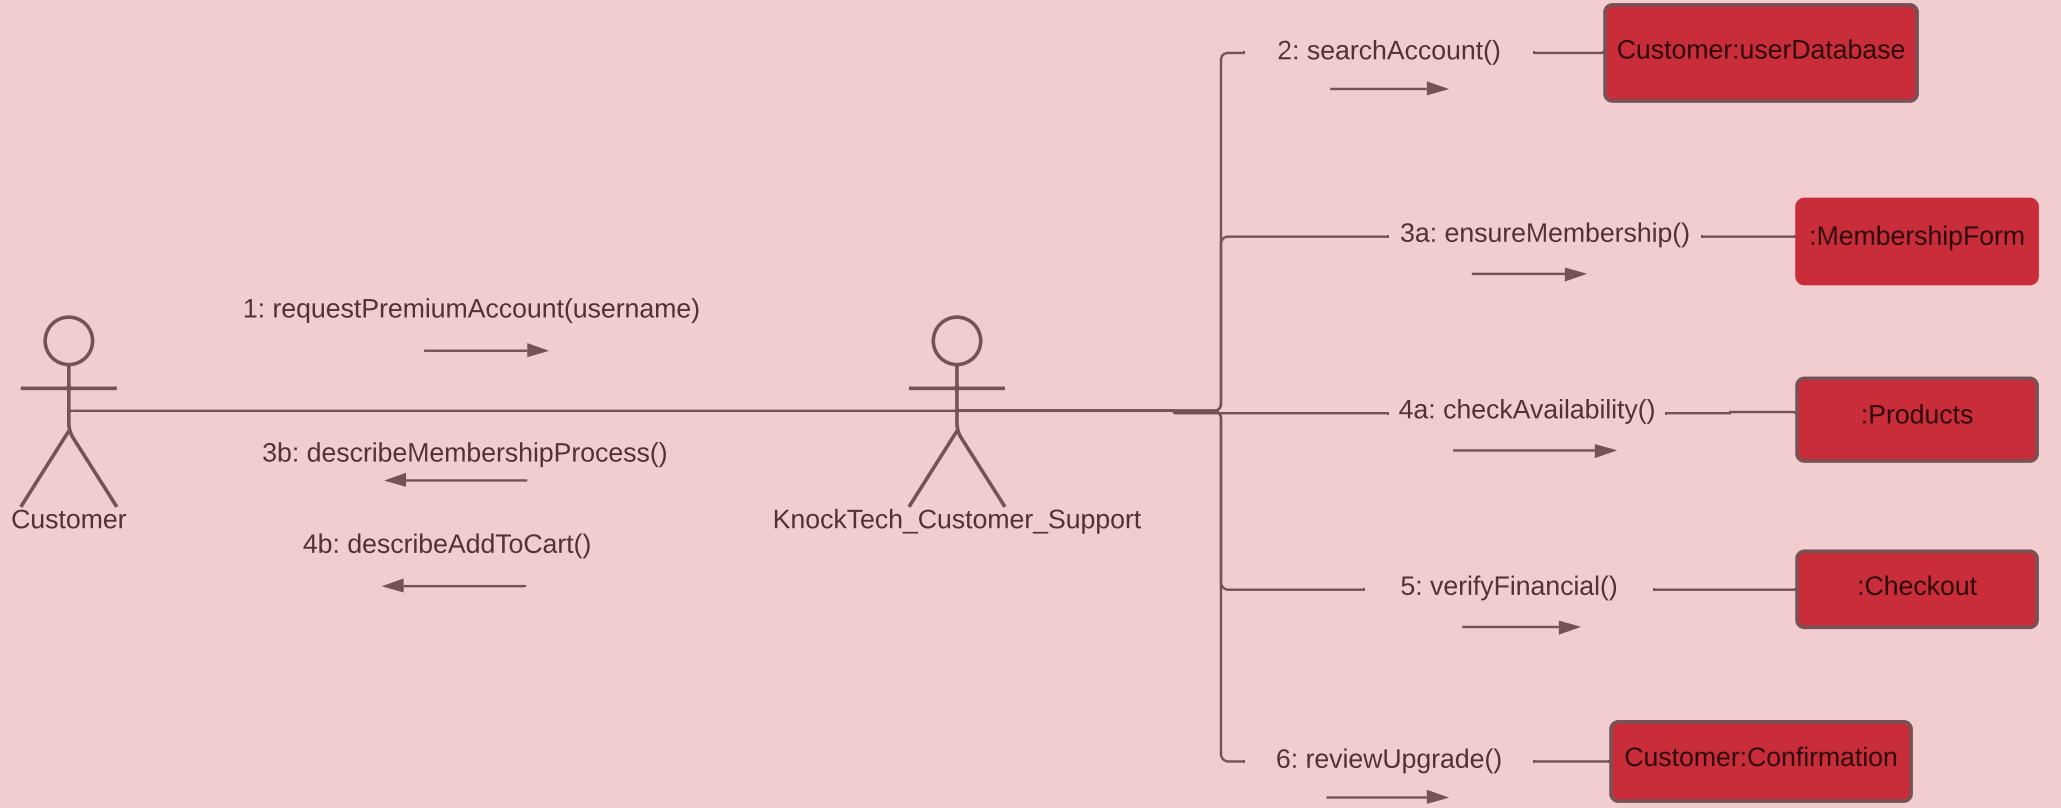 2: searchAccount()
Customer:userDatabase
3a: ensureMembership()
:MembershipForm
1: requestPremiumAccount(username)
4a: checkAvailability()
:Products
3b: describeMembershipProcess()
Customer
KnockTech_Customer_Support
4b: describeAddToCart()
5: verifyFinancial()
:Checkout
6: reviewUpgrade()
Customer:Confirmation